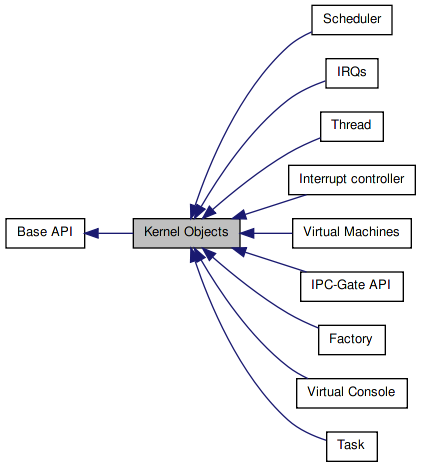 Scheduler
IRQs
Thread
Interrupt controller
Base API
Kernel Objects
Virtual Machines
IPC-Gate API
Factory
Virtual Console
Task